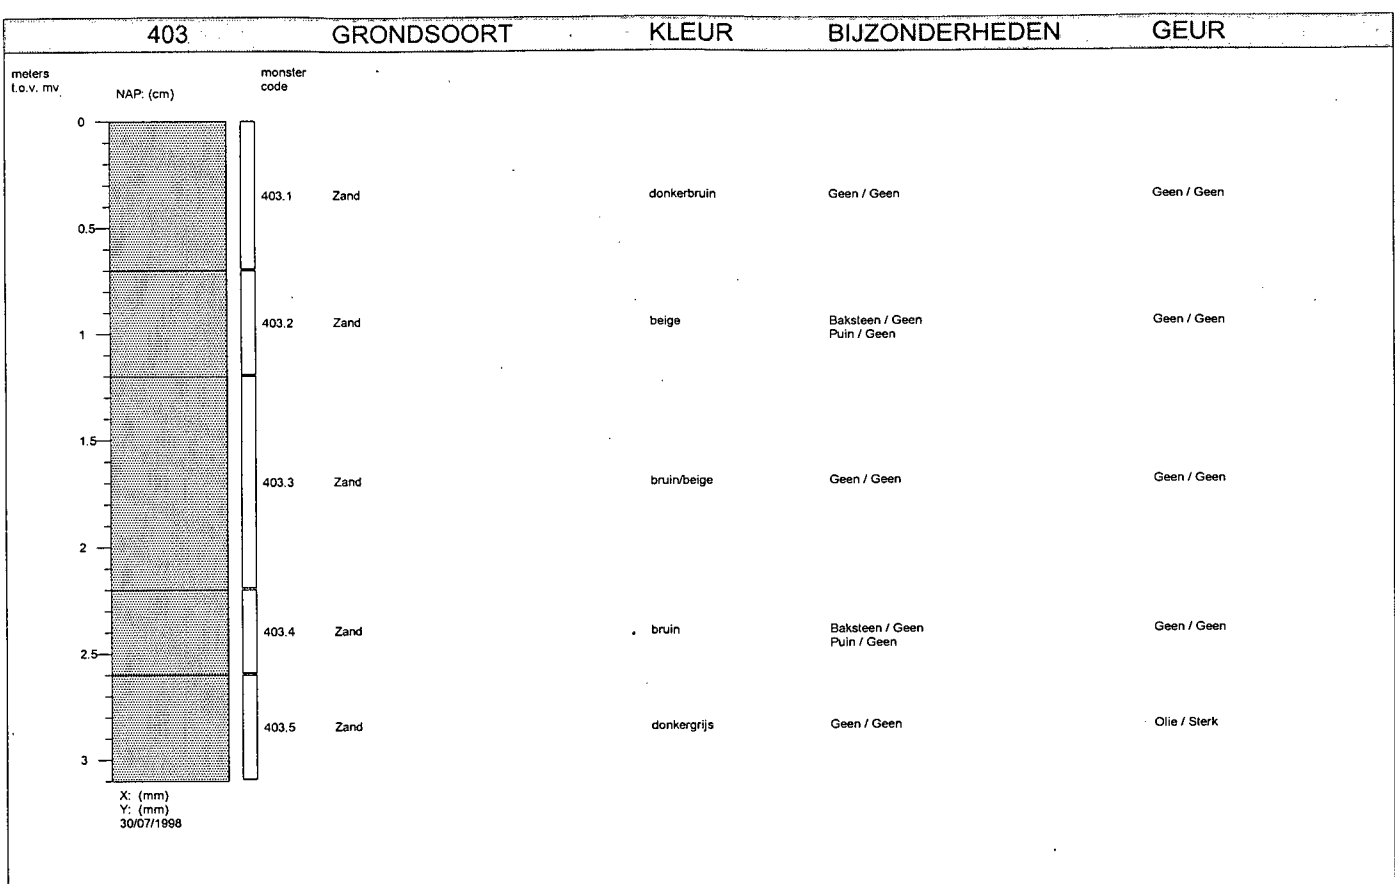 403 GRONDSOORT KLEUR BIJZONDERHEDEN GEUR
meters
t.o.v. mv
NAP: (cm)
monster
code
0
403.1 Zand donkerbruin Geen / Geen Geen / Geen
0.5
403.2 Zand beige Baksteen / Geen Geen / Geen
Puin / Geen
1
1.5
403.3 Zand bruin/beige Geen / Geen Geen / Geen
2
403.4 Zand bruin Baksteen / Geen Geen / Geen
Puin / Geen
2.5
403.5 Zand donkergrijs Geen / Geen Olie / Sterk
3
X: (mm)
Y: (mm)
30/07/1998